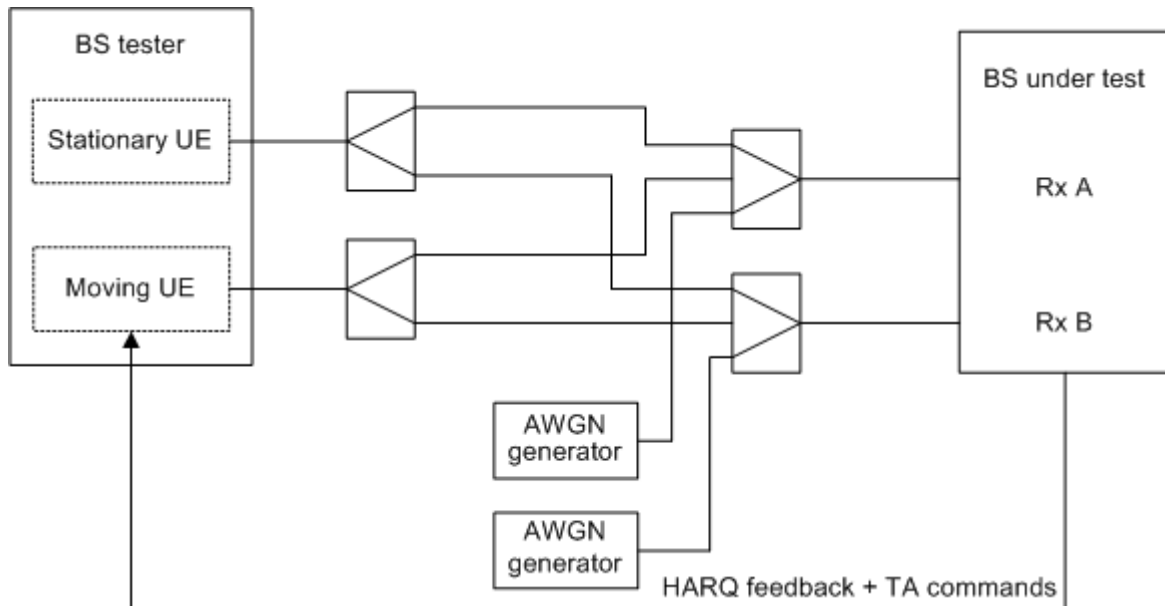 BS tester
Stationary UE
Moving UE
BS under test
Rx A
Rx B
AWGN
generator
AWGN
generator
HARQ feedback + TA commands